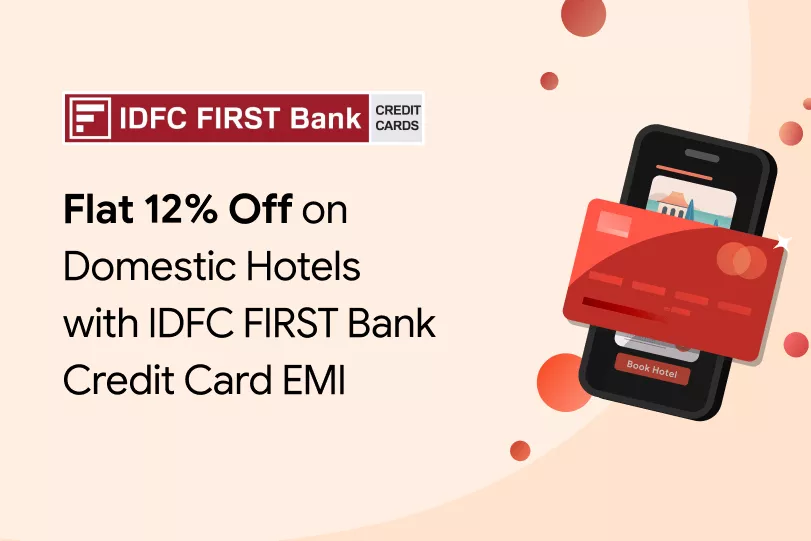 IDFC FIRST Bank
CREDIT
CARDS
Flat 12% Off on
Domestic Hotels
with IDFC FIRST Bank
Credit Card EMI
Book Hotel